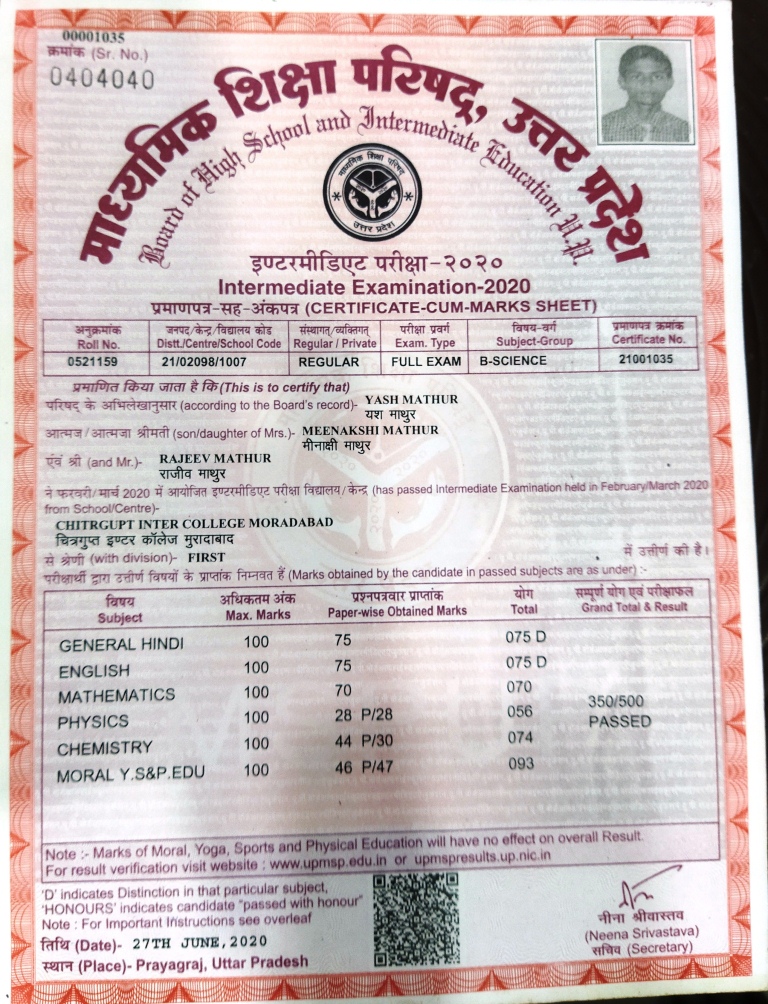 00001035
क्रमांक (Sr. No.)
0404040
माध्यमिक शिक्षा परिषद्, उत्तर प्रदेश
Board of High School and Intermediate Education U.P.
माध्यमिक शिक्षा परिषद
उत्तर प्रदेश
इण्टरमीडिएट परीक्षा-२०२०
Intermediate Examination-2020
प्रमाणपत्र-सह-अंकपत्र (CERTIFICATE-CUM-MARKS SHEET)
अनुक्रमांक जनपद/केन्द्र/विद्यालय कोड संस्थागत/व्यक्तिगत परीक्षा प्रवर्ग विषय-वर्ग प्रमाणपत्र क्रमांक
Roll No. Distt./Centre/School Code Regular / Private Exam. Type Subject-Group Certificate No.
0521159 21/02098/1007 REGULAR FULL EXAM B-SCIENCE 21001035
प्रमाणित किया जाता है कि (This is to certify that)
परिषद् के अभिलेखानुसार (according to the Board's record)- YASH MATHUR
यश माथुर
आत्मज/आत्मजा श्रीमती (son/daughter of Mrs.)- MEENAKSHI MATHUR
मीनाक्षी माथुर
एवं श्री (and Mr.)- RAJEEV MATHUR
राजीव माथुर
ने फरवरी/मार्च 2020 में आयोजित इण्टरमीडिएट परीक्षा विद्यालय/केन्द्र (has passed Intermediate Examination held in February/March 2020
from School/Centre)-
CHITRGUPT INTER COLLEGE MORADABAD
चित्रगुप्त इण्टर कॉलेज मुरादाबाद
से श्रेणी (with division)- FIRST में उत्तीर्ण की है।
परीक्षार्थी द्वारा उत्तीर्ण विषयों के प्राप्तांक निम्नवत हैं (Marks obtained by the candidate in passed subjects are as under) :-
विषय अधिकतम अंक प्रश्नपत्रवार प्राप्तांक योग सम्पूर्ण योग एवं परीक्षाफल
Subject Max. Marks Paper-wise Obtained Marks Total Grand Total & Result
GENERAL HINDI 100 75 075 D
ENGLISH 100 75 075 D
MATHEMATICS 100 70 070
350/500
PHYSICS 100 28 P/28 056 PASSED
CHEMISTRY 100 44 P/30 074
MORAL Y.S&P.EDU 100 46 P/47 093
Note :- Marks of Moral, Yoga, Sports and Physical Education will have no effect on overall Result.
For result verification visit website : www.upmsp.edu.in or upmspresults.up.nic.in
'D' indicates Distinction in that particular subject,
'HONOURS' indicates candidate "passed with honour"
Note : For Important Instructions see overleaf
तिथि (Date)- 27TH JUNE,2020
स्थान (Place)- Prayagraj, Uttar Pradesh
नीना श्रीवास्तव
(Neena Srivastava)
सचिव (Secretary)